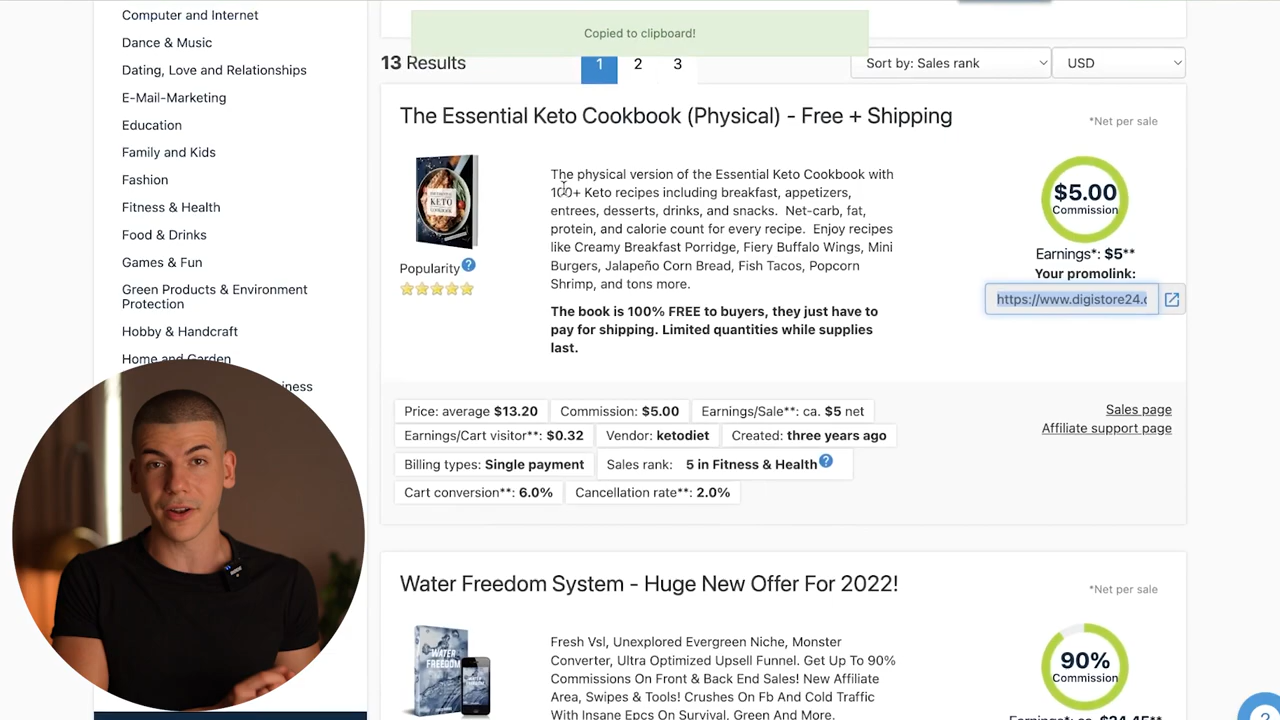 Computer and Internet
Dance & Music
Dating, Love and Relationships
E-Mail-Marketing
Education
Family and Kids
Fashion
Fitness & Health
Food & Drinks
Games & Fun
Green Products & Environment
Protection
Hobby & Handicraft
Home and Garden
Copied to clipboard!
13 Results
1 2 3
Sort by: Sales rank
USD
The Essential Keto Cookbook (Physical) - Free + Shipping
*Net per sale
KETO
The physical version of the Essential Keto Cookbook with
100+ Keto recipes including breakfast, appetizers,
entrees, desserts, drinks, and snacks. Net-carb, fat,
protein, and calorie count for every recipe. Enjoy recipes
like Creamy Breakfast Porridge, Fiery Buffalo Wings, Mini
Burgers, Jalapeño Corn Bread, Fish Tacos, Popcorn
Shrimp, and tons more.
The book is 100% FREE to buyers, they just have to
pay for shipping. Limited quantities while supplies
last.
Popularity ?
$5.00
Commission
Earnings*: $5**
Your promolink:
https://www.digistore24.c
Price: average $13.20 Commission: $5.00 Earnings/Sale**: ca. $5 net
Earnings/Cart visitor**: $0.32 Vendor: ketodiet Created: three years ago
Billing types: Single payment Sales rank: 5 in Fitness & Health ?
Cart conversion**: 6.0% Cancellation rate**: 2.0%
Sales page
Affiliate support page
Water Freedom System - Huge New Offer For 2022!
*Net per sale
WATER
FREEDOM
Fresh Vsl, Unexplored Evergreen Niche, Monster
Converter, Ultra Optimized Upsell Funnel. Get Up To 90%
Commissions On Front & Back End Sales! New Affiliate
Area, Swipes & Tools! Crushes On Fb And Cold Traffic
With Insane Epcs On Survival, Green And More.
90%
Commission